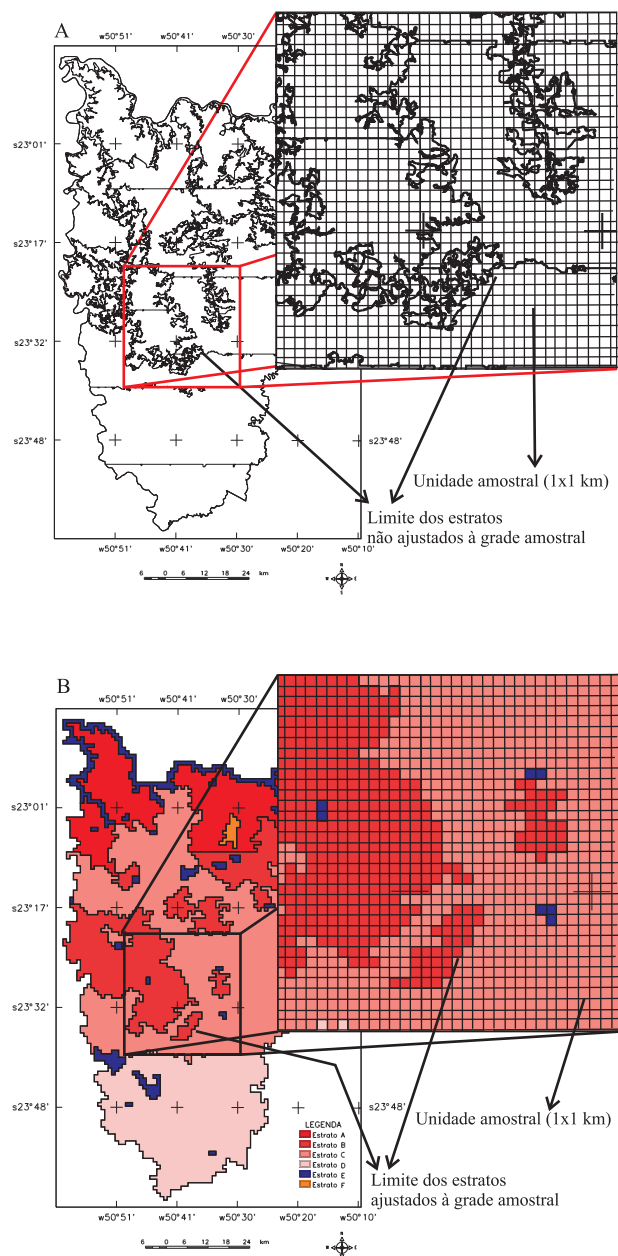 A
w50°51' w50°41' w50°30'
s23°01'
s23°17'
s23°32'
s23°48' s23°48'
Unidade amostral (1x1 km)
Limite dos estratos
não ajustados à grade amostral
w50°51' w50°41' w50°30' w50°20' w50°10'
6 0 6 12 18 24 km
N
W E
S
B
w50°51' w50°41' w50°30'
s23°01'
s23°17'
s23°32'
s23°48' s23°48'
Unidade amostral (1x1 km)
LEGENDA
Estrato A
Estrato B
Estrato C
Estrato D
Estrato E
Estrato F
Limite dos estratos
ajustados à grade amostral
w50°51' w50°41' w50°30' w50°20' w50°10'
6 0 6 12 18 24 km
N
W E
S